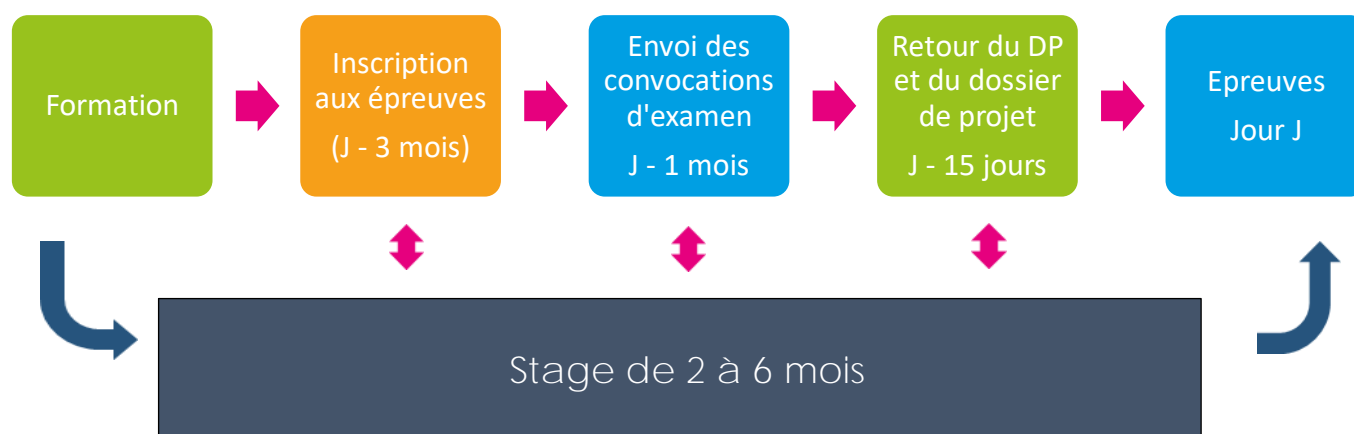 Formation
Inscription
aux épreuves
(J - 3 mois)
Envoi des
convocations
d'examen
J - 1 mois
Retour du DP
et du dossier
de projet
J - 15 jours
Epreuves
Jour J
Stage de 2 à 6 mois